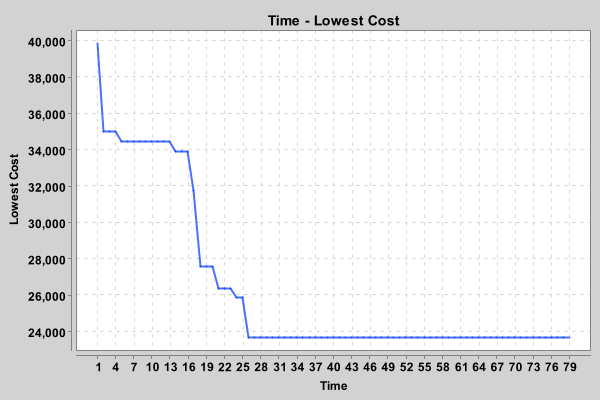 Time - Lowest Cost
40,000
38,000
36,000
34,000
32,000
30,000
28,000
26,000
24,000
Lowest Cost
1 4 7 10 13 16 19 22 25 28 31 34 37 40 43 46 49 52 55 58 61 64 67 70 73 76 79
Time